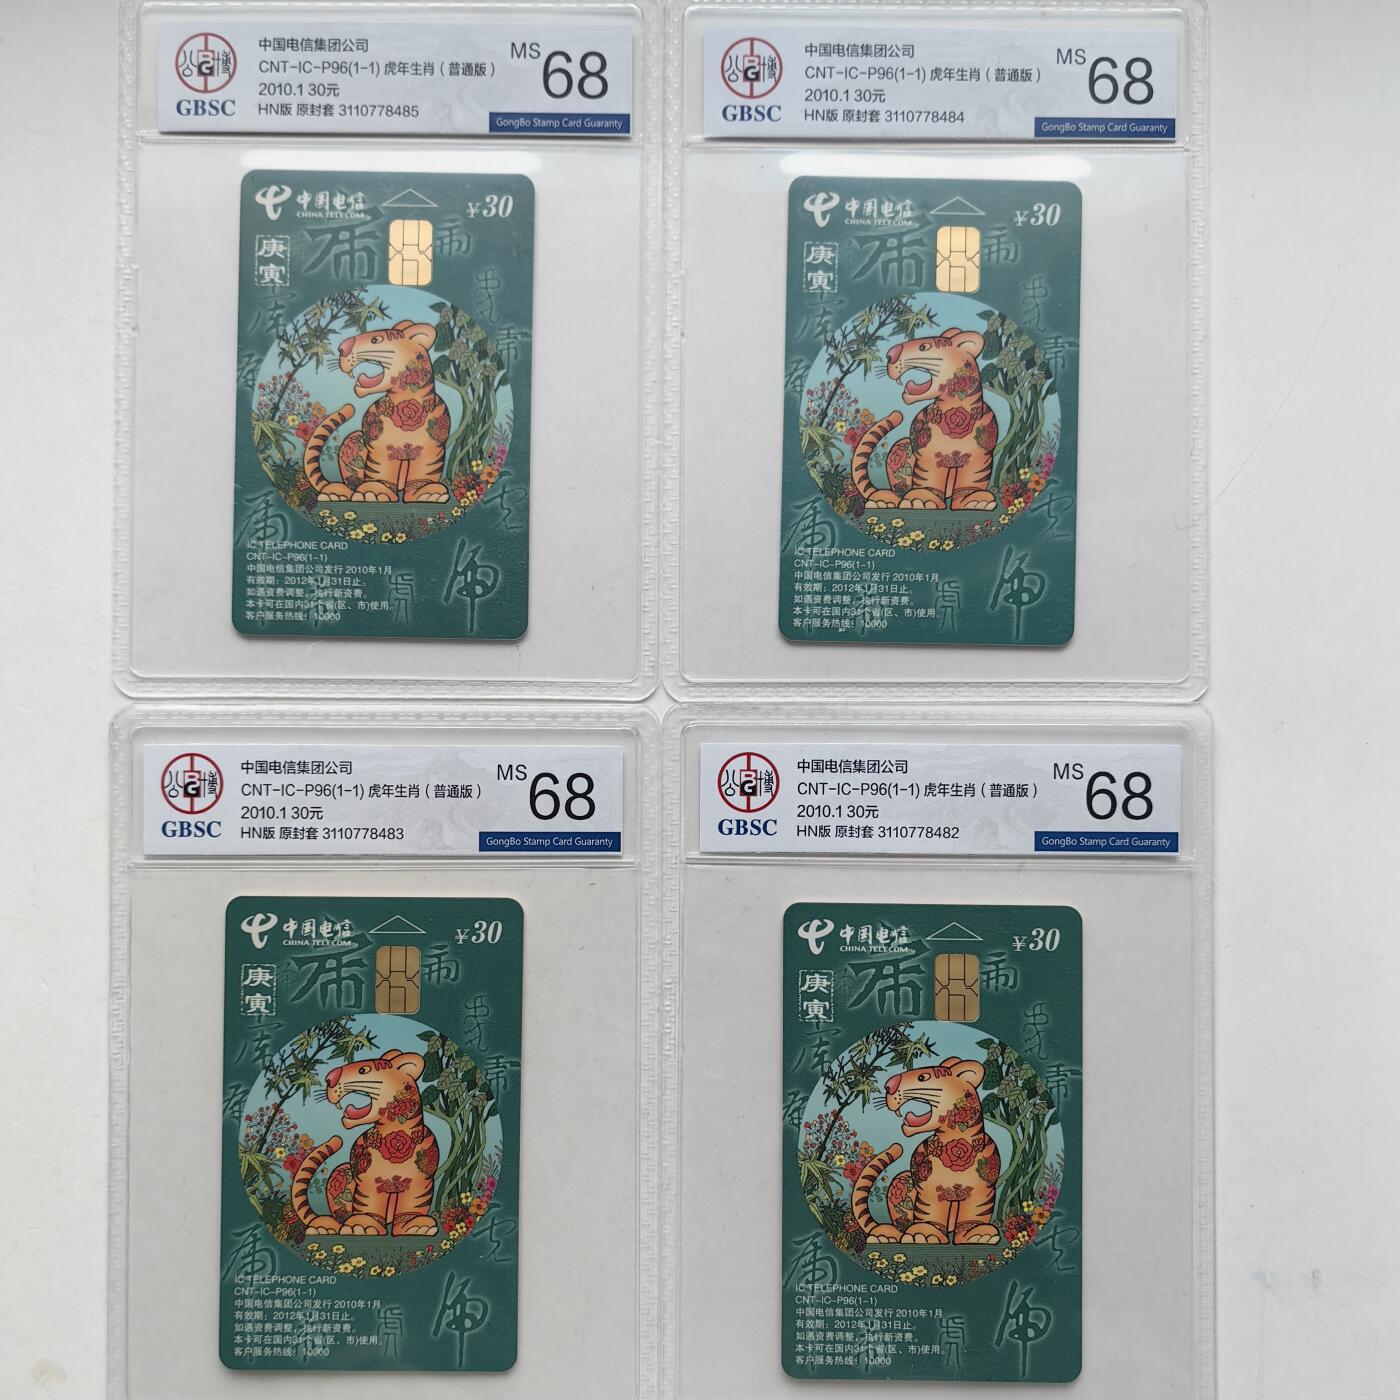 中国电信集团公司
CNT-IC-P96(1-1) 虎年生肖（普通版）
2010.1 30元
HN版 原封套 3110778485
MS 68
GBSC
GongBo Stamp Card Guaranty
中国电信
CHINA TELECOM
¥30
庚寅
IC TELEPHONE CARD
CNT-IC-P96(1-1)
中国电信集团公司发行 2010年1月
有效期：2012年1月31日止。
如遇资费调整，执行新资费。
本卡可在国内31个省(区、市)使用。
客户服务热线：10000
中国电信集团公司
CNT-IC-P96(1-1) 虎年生肖（普通版）
2010.1 30元
HN版 原封套 3110778484
MS 68
GBSC
GongBo Stamp Card Guaranty
中国电信
CHINA TELECOM
¥30
庚寅
IC TELEPHONE CARD
CNT-IC-P96(1-1)
中国电信集团公司发行 2010年1月
有效期：2012年1月31日止。
如遇资费调整，执行新资费。
本卡可在国内31个省(区、市)使用。
客户服务热线：10000
中国电信集团公司
CNT-IC-P96(1-1) 虎年生肖（普通版）
2010.1 30元
HN版 原封套 3110778483
MS 68
GBSC
GongBo Stamp Card Guaranty
中国电信
CHINA TELECOM
¥30
庚寅
IC TELEPHONE CARD
CNT-IC-P96(1-1)
中国电信集团公司发行 2010年1月
有效期：2012年1月31日止。
如遇资费调整，执行新资费。
本卡可在国内31个省(区、市)使用。
客户服务热线：10000
中国电信集团公司
CNT-IC-P96(1-1) 虎年生肖（普通版）
2010.1 30元
HN版 原封套 3110778482
MS 68
GBSC
GongBo Stamp Card Guaranty
中国电信
CHINA TELECOM
¥30
庚寅
IC TELEPHONE CARD
CNT-IC-P96(1-1)
中国电信集团公司发行 2010年1月
有效期：2012年1月31日止。
如遇资费调整，执行新资费。
本卡可在国内31个省(区、市)使用。
客户服务热线：10000